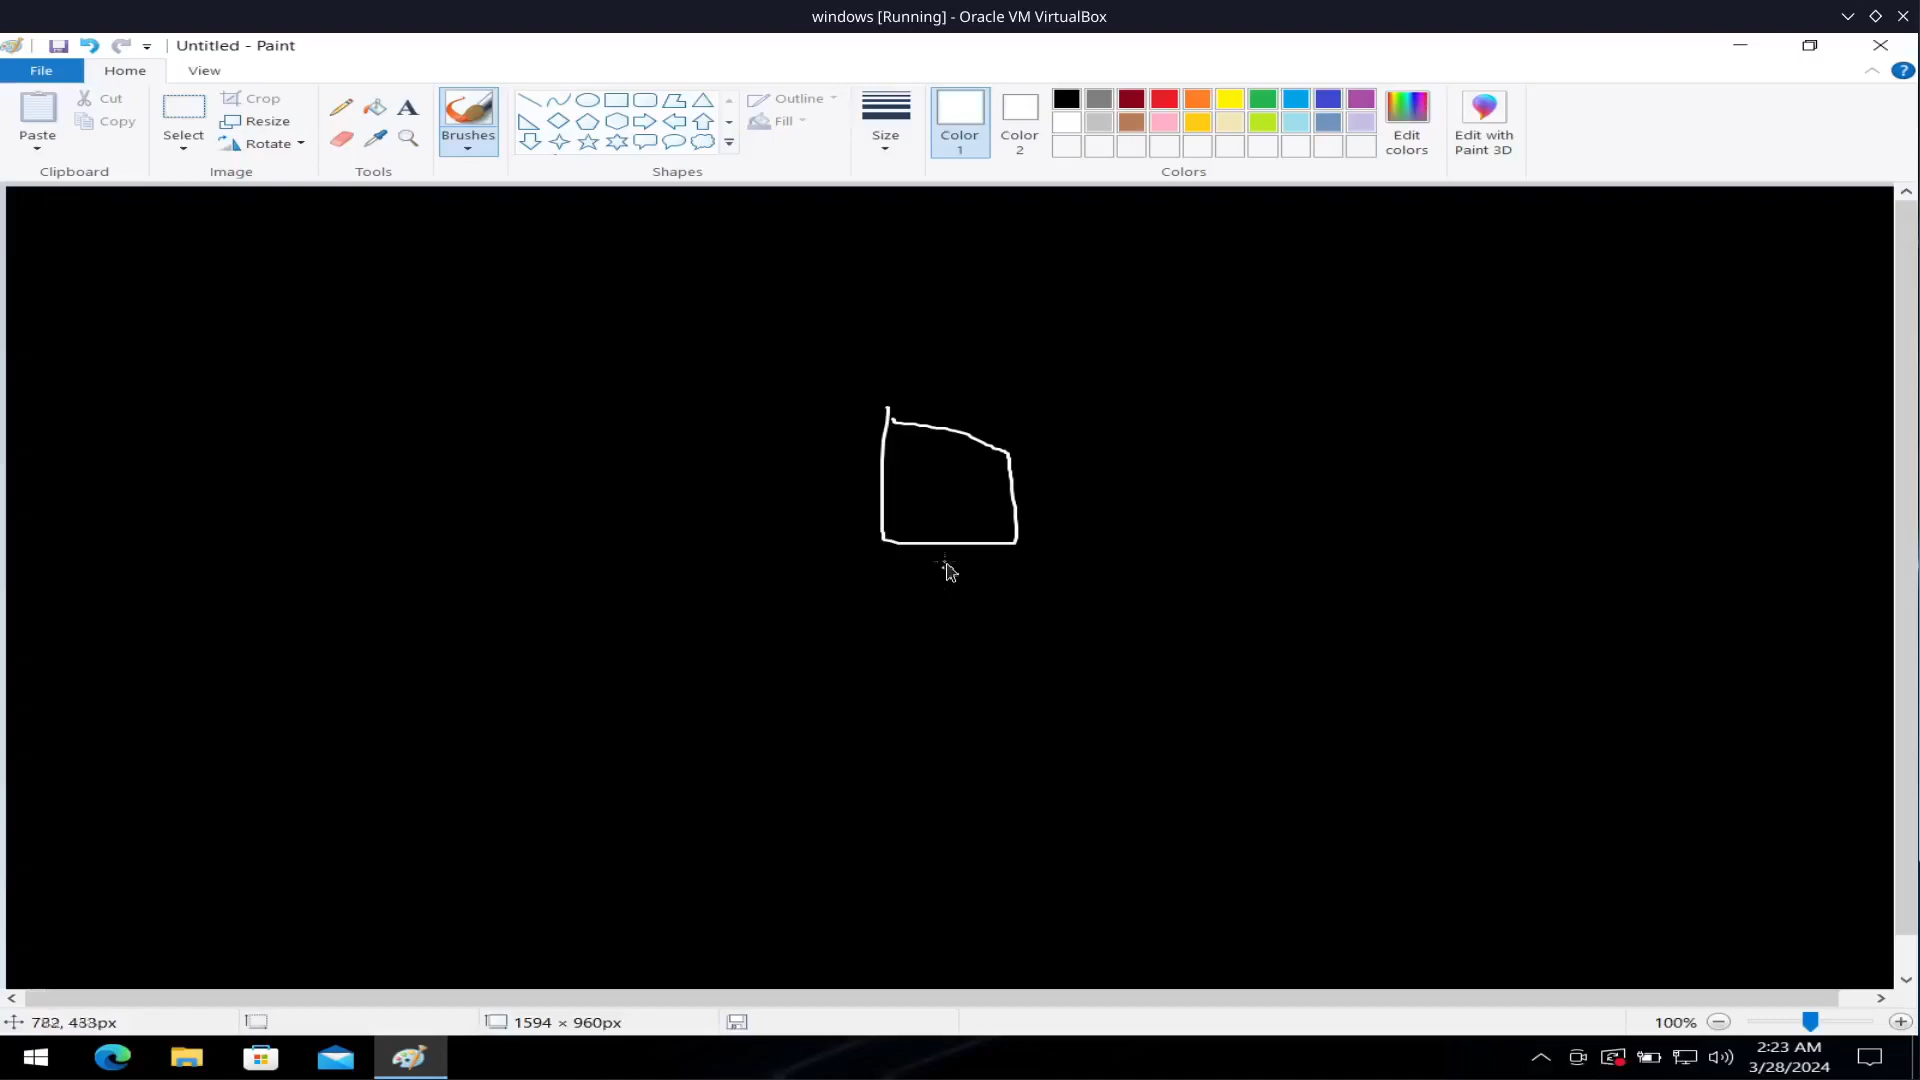 windows [Running] - Oracle VM VirtualBox
Untitled - Paint
File Home View
Paste Cut Copy
Clipboard
Select Crop Resize Rotate
Image
A
Tools
Brushes
Shapes
Outline Fill
Size
Color 1
Color 2
Edit colors
Colors
Edit with Paint 3D
?
782, 433px
1594 × 960px
100%
2:23 AM
3/28/2024